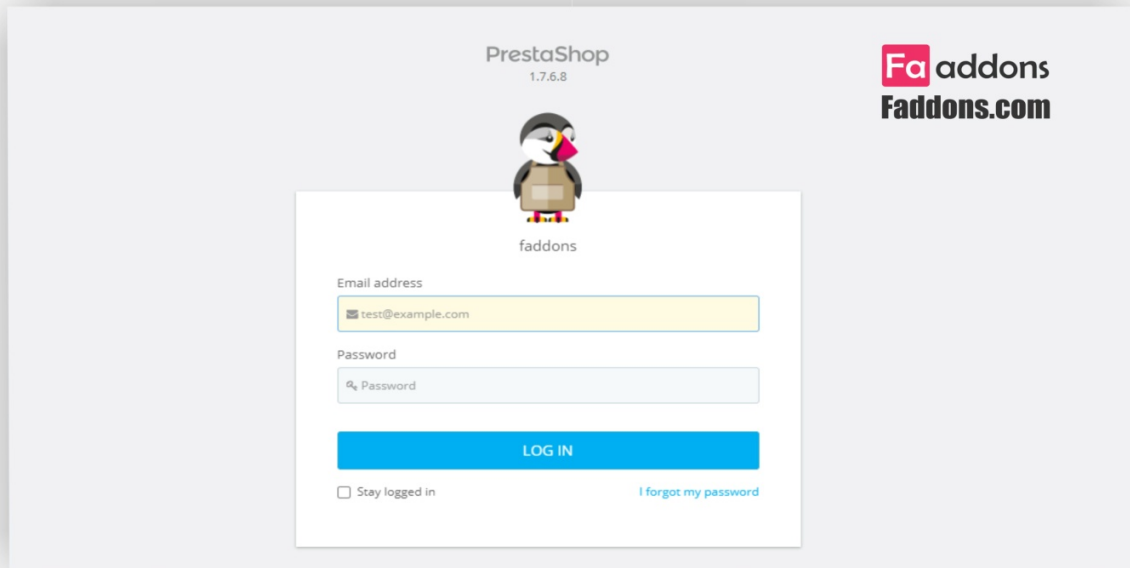 PrestaShop
1.7.6.8
Fa addons
Faddons.com
faddons
Email address
test@example.com
Password
Password
LOG IN
Stay logged in
I forgot my password